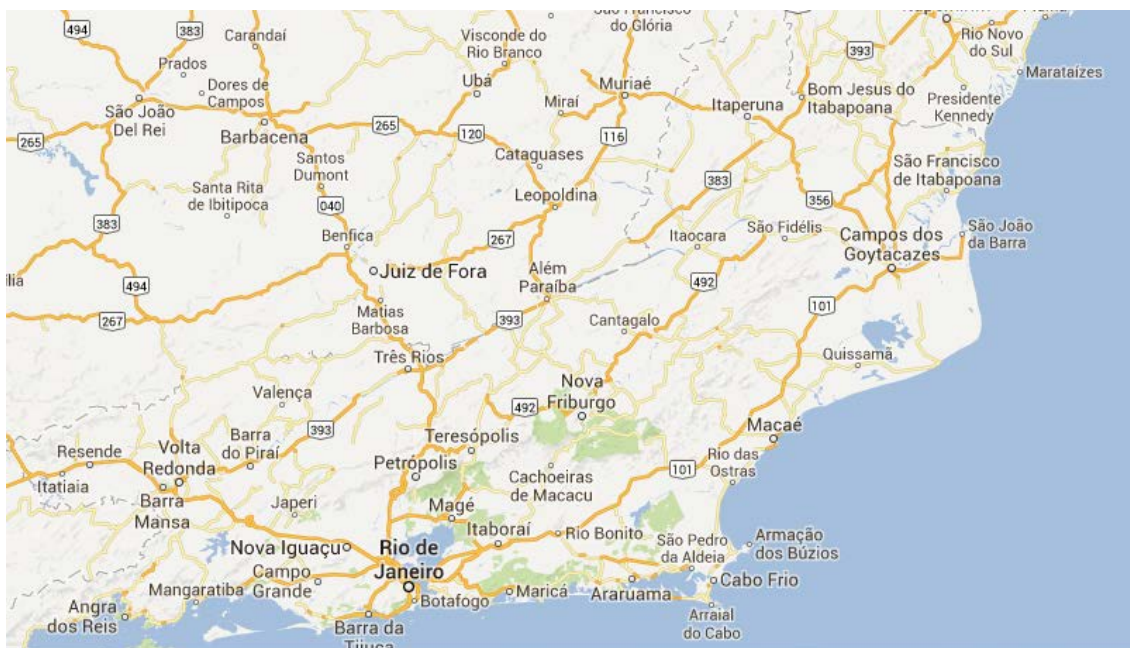 494
383
Carandaí
Visconde do
Rio Branco
do Glória
393
Rio Novo
do Sul
Prados
Dores de
Campos
Ubá
Miraí
Muriaé
Itaperuna
Bom Jesus do
Itabapoana
Marataízes
Presidente
Kennedy
São João
Del Rei
265
Barbacena
265
120
116
Cataguases
São Francisco
de Itabapoana
Santos
Dumont
Santa Rita
de Ibitipoca
040
Leopoldina
383
356
383
Benfica
267
Itaocara
São Fidélis
Campos dos
Goytacazes
São João
da Barra
Juiz de Fora
Além
Paraíba
492
494
ília
267
Matias
Barbosa
393
Cantagalo
101
Três Rios
Quissamã
Valença
Nova
Friburgo
492
393
Teresópolis
Macaé
Resende
Volta
Redonda
Barra
do Piraí
Petrópolis
Cachoeiras
de Macacu
101
Rio das
Ostras
Itatiaia
Barra
Mansa
Japeri
Magé
Itaboraí
Rio Bonito
São Pedro
da Aldeia
Armação
dos Búzios
Nova Iguaçu
Rio de
Janeiro
Campo
Grande
Mangaratiba
Botafogo
Maricá
Araruama
Cabo Frio
Angra
dos Reis
Barra da
Tijuca
Arraial
do Cabo